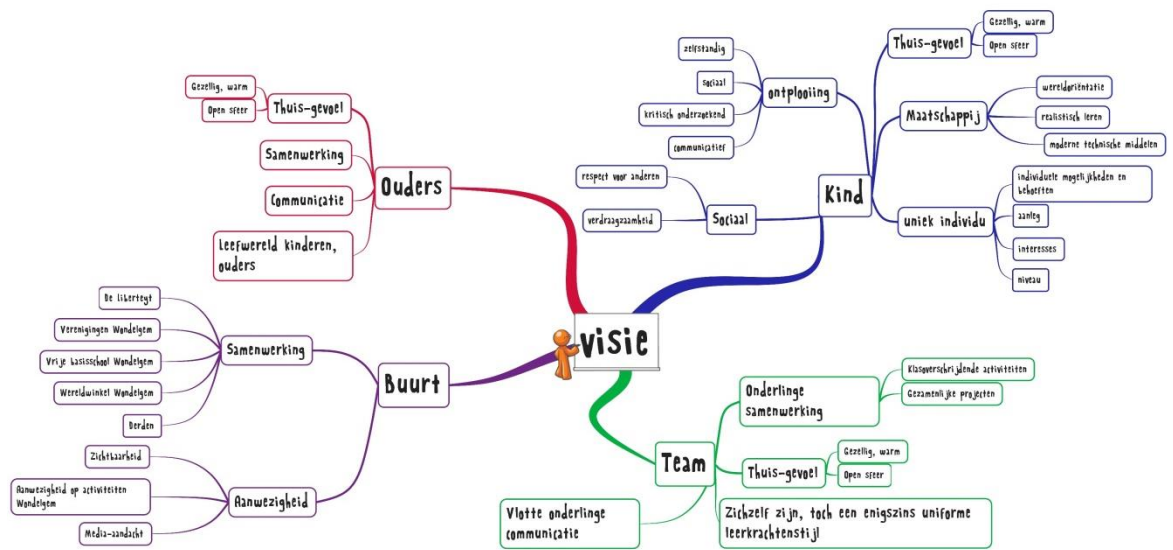 visie
Ouders
Thuis-gevoel
Gezellig, warm
Open sfeer
Samenwerking
Communicatie
Leefwereld kinderen,
ouders
Kind
ontplooiing
zelfstandig
sociaal
kritisch onderzoekend
communicatief
Sociaal
respect voor anderen
verdraagzaamheid
Thuis-gevoel
Gezellig, warm
Open sfeer
Maatschappij
wereldoriëntatie
realistisch leren
moderne technische middelen
uniek individu
individuele mogelijkheden en
behoeften
aanleg
interesses
niveau
Buurt
Samenwerking
De liberteyt
Verenigingen Wondelgem
Vrije basisschool Wondelgem
Wereldwinkel Wondelgem
Derden
Aanwezigheid
Zichtbaarheid
Aanwezigheid op activiteiten
Wondelgem
Media-aandacht
Team
Onderlinge
samenwerking
Klasoverschrijdende activiteiten
Gezamenlijke projecten
Thuis-gevoel
Gezellig, warm
Open sfeer
Zichzelf zijn, toch een enigszins uniforme
leerkrachtenstijl
Vlotte onderlinge
communicatie